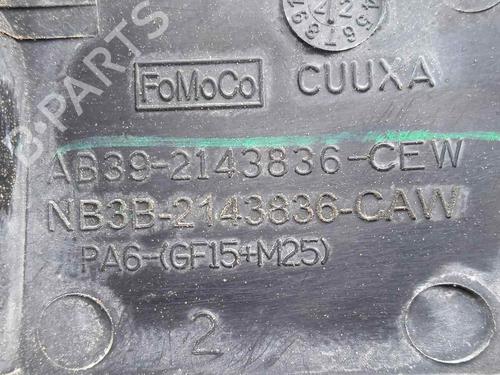 FoMoCo
CUUXA
AB39-2143836-CEW
NB3B-2143836-CAW
PA6-(GF15+M25)
2
B-PARTS